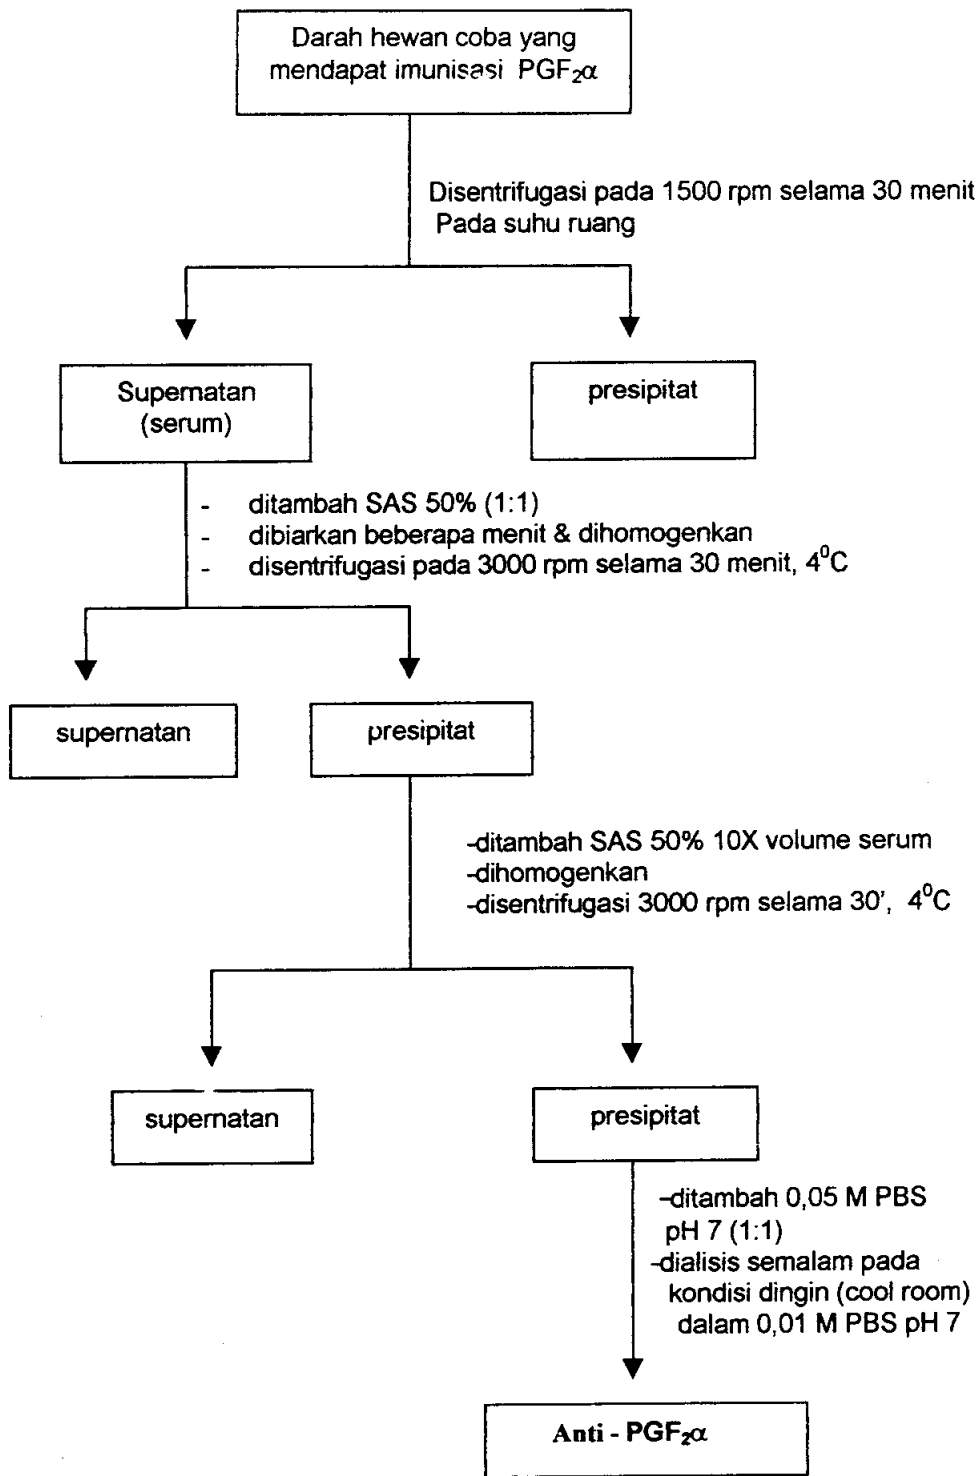 Darah hewan coba yang
mendapat imunisasi PGF₂α
Disentrifugasi pada 1500 rpm selama 30 menit
Pada suhu ruang
Supernatan
(serum)
presipitat
- ditambah SAS 50% (1:1)
- dibiarkan beberapa menit & dihomogenkan
- disentrifugasi pada 3000 rpm selama 30 menit, 4⁰C
supernatan
presipitat
-ditambah SAS 50% 10X volume serum
-dihomogenkan
-disentrifugasi 3000 rpm selama 30', 4⁰C
supernatan
presipitat
-ditambah 0,05 M PBS
pH 7 (1:1)
-dialisis semalam pada
kondisi dingin (cool room)
dalam 0,01 M PBS pH 7
Anti - PGF₂α